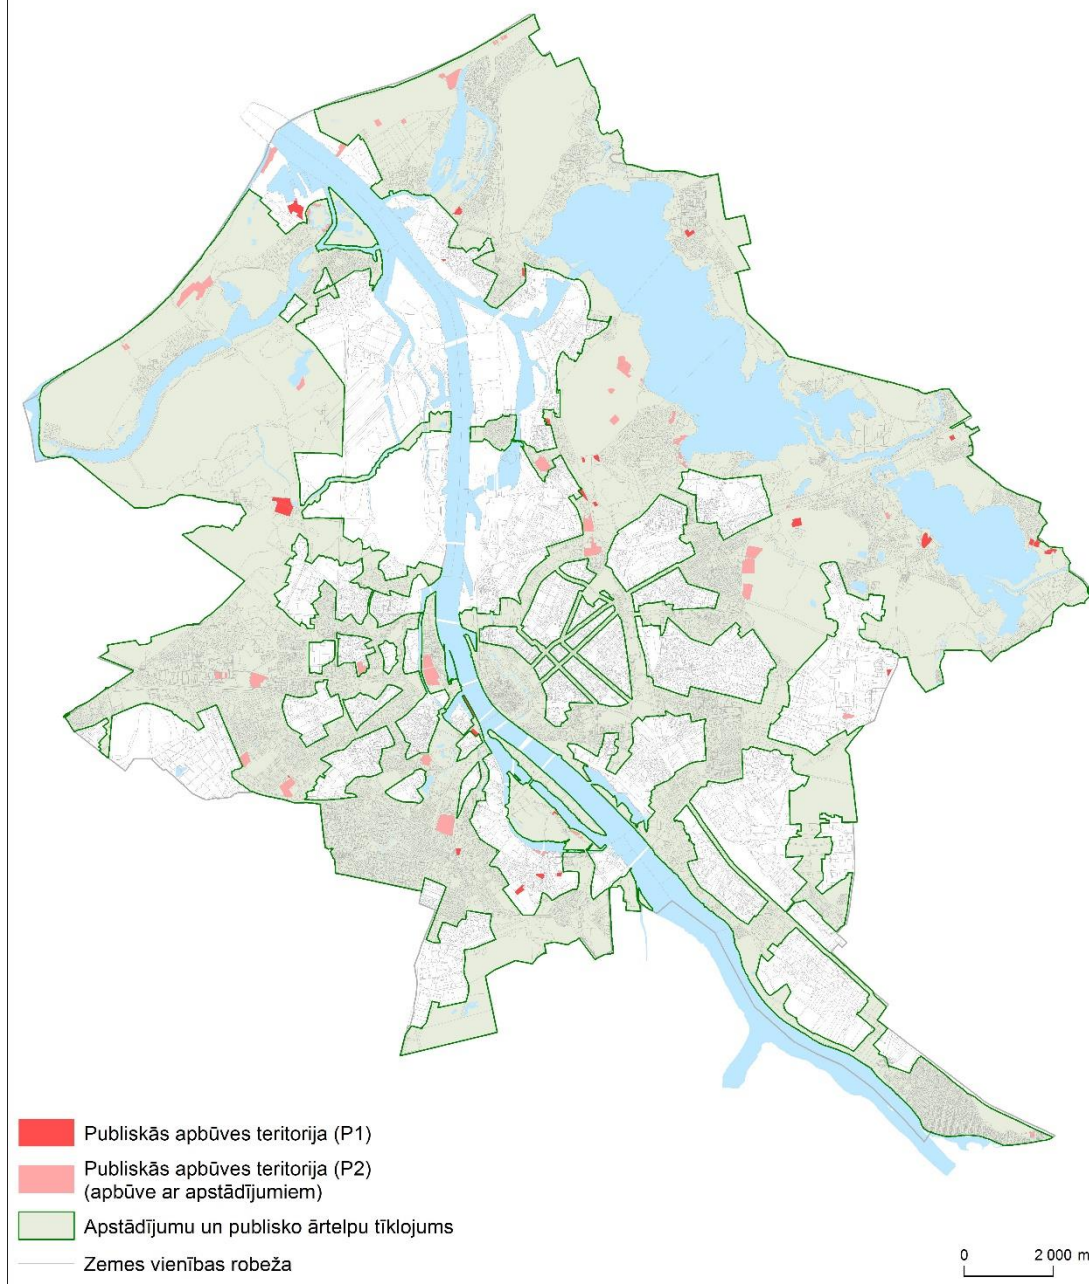 Publiskās apbūves teritorija (P1)
Publiskās apbūves teritorija (P2)
(apbūve ar apstādījumiem)
Apstādījumu un publisko ārtelpu tīklojums
Zemes vienības robeža
0 2 000 m